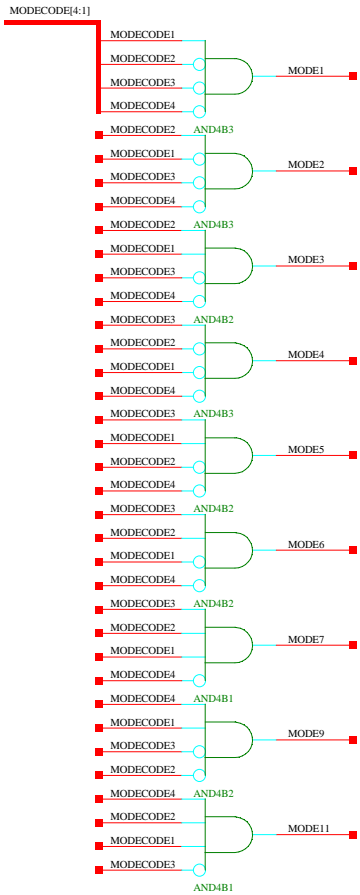 MODECODE[4:1]
MODECODE1
MODECODE2
MODECODE3
MODECODE4
MODE1
AND4B3
MODECODE2
MODECODE1
MODECODE3
MODECODE4
MODE2
AND4B3
MODECODE2
MODECODE1
MODECODE3
MODECODE4
MODE3
AND4B2
MODECODE3
MODECODE2
MODECODE1
MODECODE4
MODE4
AND4B3
MODECODE3
MODECODE1
MODECODE2
MODECODE4
MODE5
AND4B2
MODECODE3
MODECODE2
MODECODE1
MODECODE4
MODE6
AND4B2
MODECODE3
MODECODE2
MODECODE1
MODECODE4
MODE7
AND4B1
MODECODE4
MODECODE1
MODECODE3
MODECODE2
MODE9
AND4B2
MODECODE4
MODECODE2
MODECODE1
MODECODE3
MODE11
AND4B1